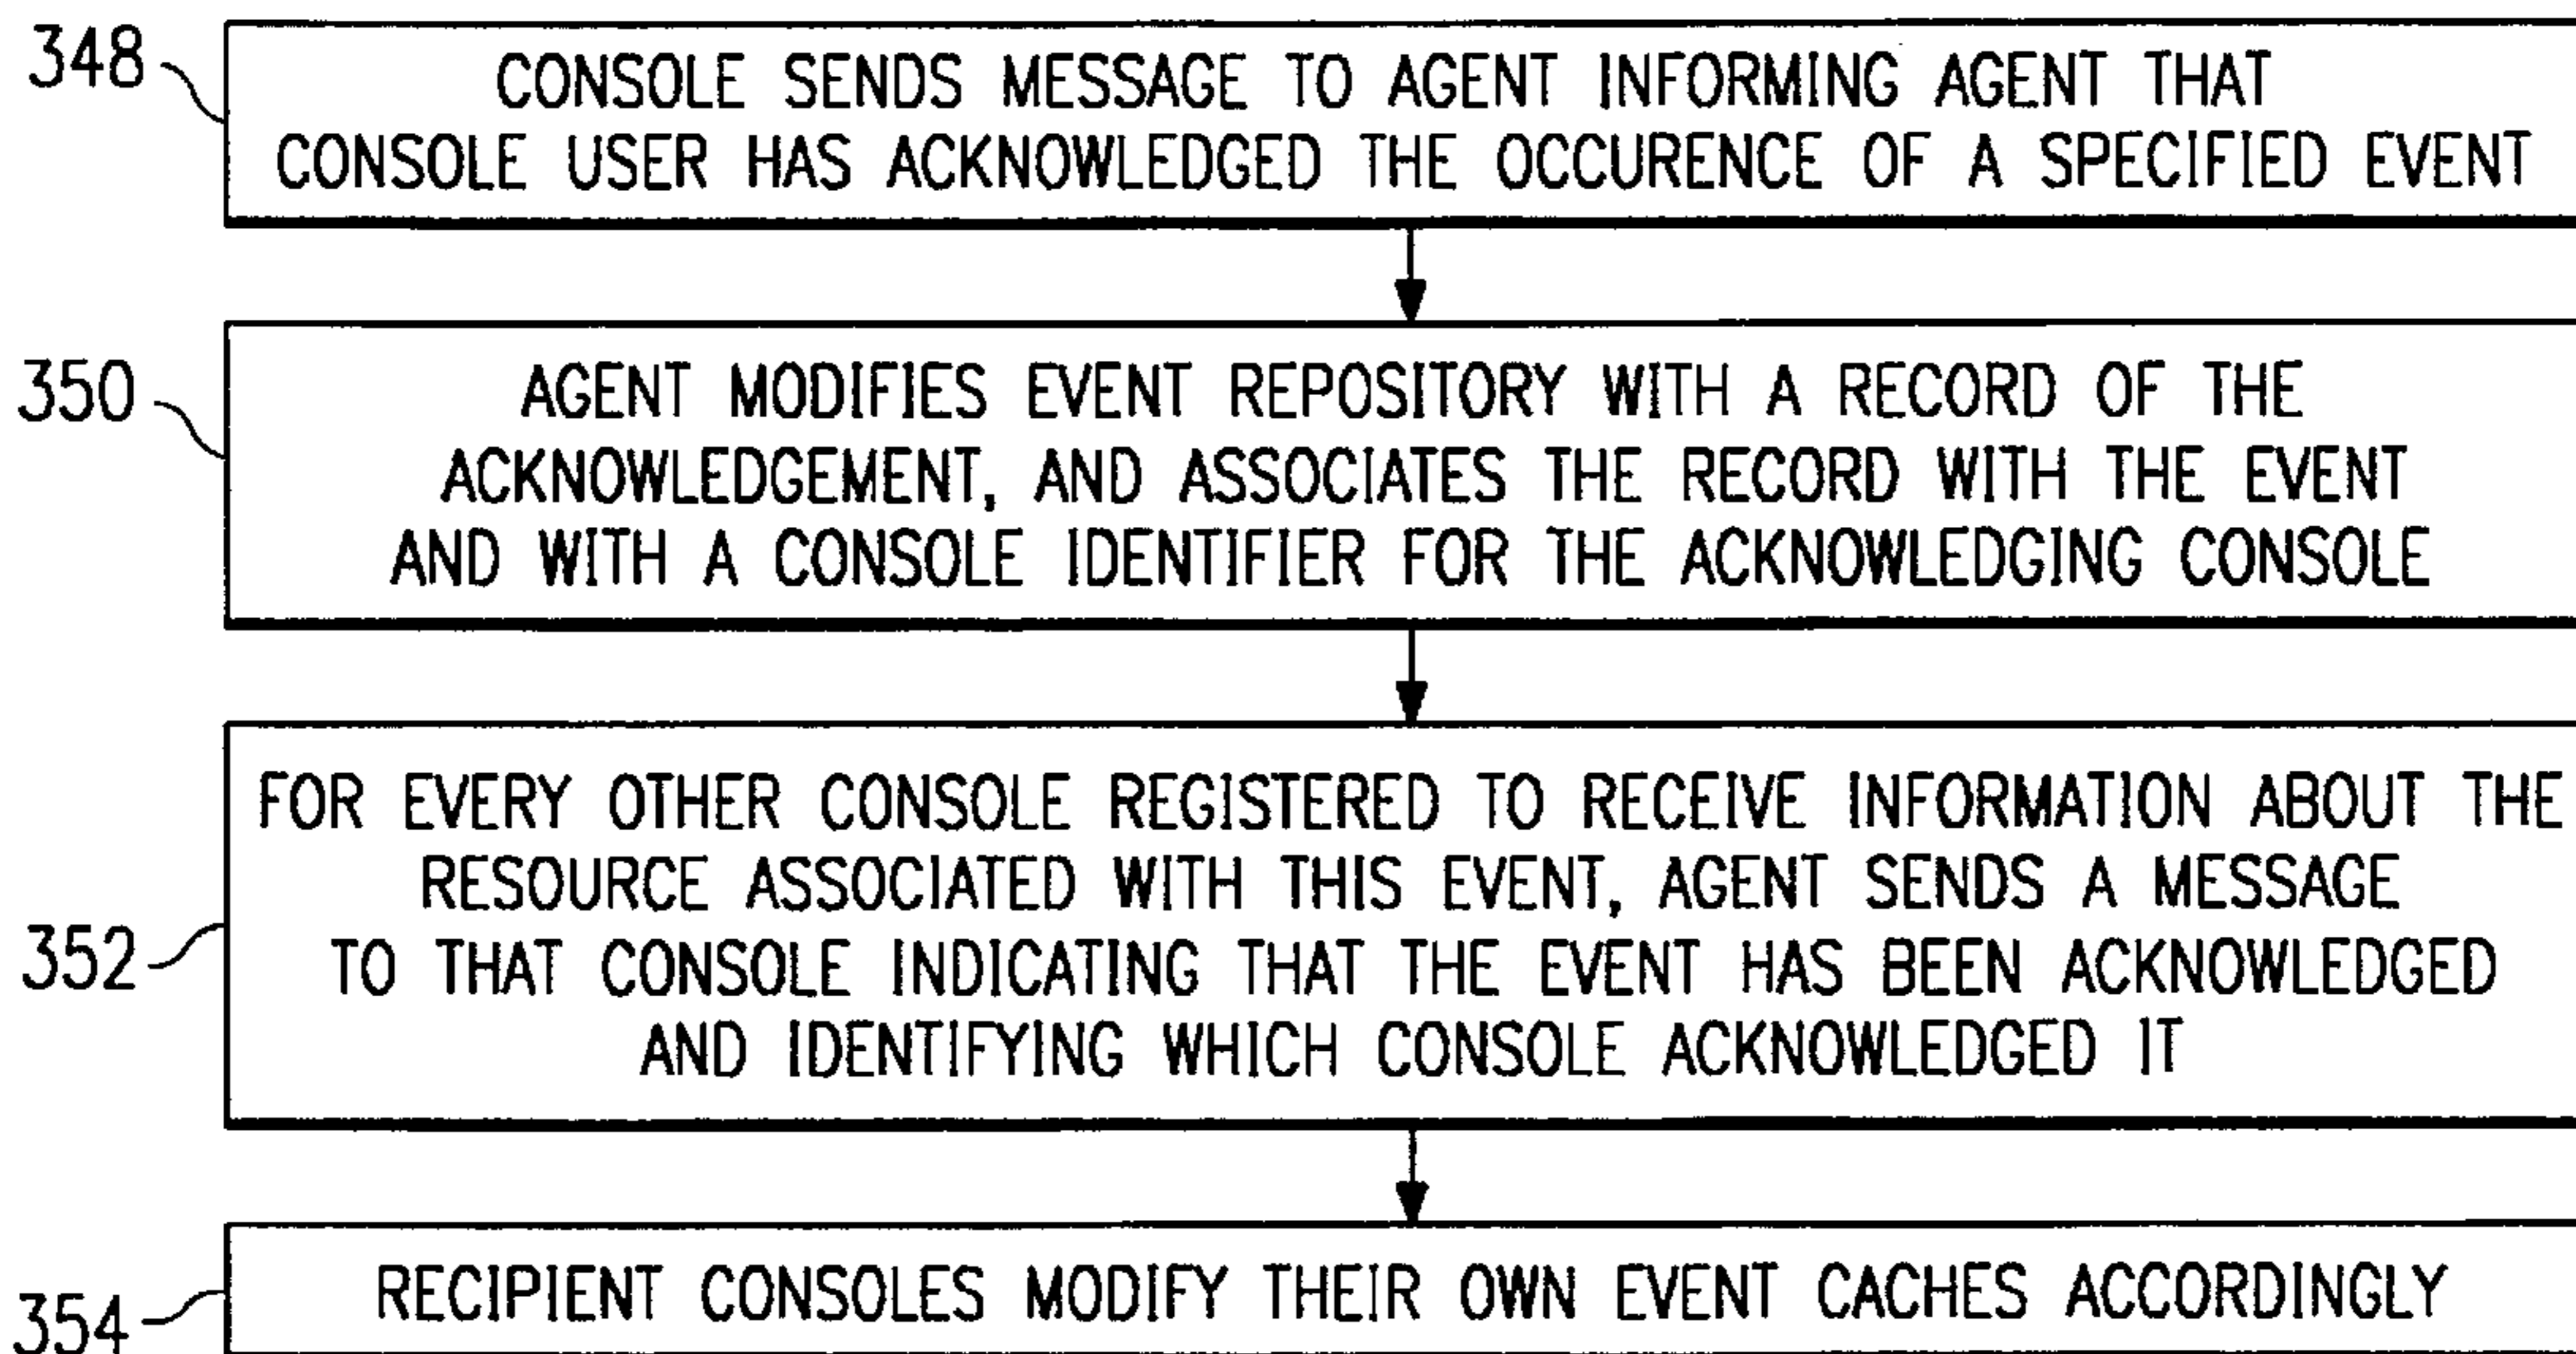 348
CONSOLE SENDS MESSAGE TO AGENT INFORMING AGENT THAT
CONSOLE USER HAS ACKNOWLEDGED THE OCCURENCE OF A SPECIFIED EVENT
350
AGENT MODIFIES EVENT REPOSITORY WITH A RECORD OF THE
ACKNOWLEDGEMENT, AND ASSOCIATES THE RECORD WITH THE EVENT
AND WITH A CONSOLE IDENTIFIER FOR THE ACKNOWLEDGING CONSOLE
352
FOR EVERY OTHER CONSOLE REGISTERED TO RECEIVE INFORMATION ABOUT THE
RESOURCE ASSOCIATED WITH THIS EVENT, AGENT SENDS A MESSAGE
TO THAT CONSOLE INDICATING THAT THE EVENT HAS BEEN ACKNOWLEDGED
AND IDENTIFYING WHICH CONSOLE ACKNOWLEDGED IT
354
RECIPIENT CONSOLES MODIFY THEIR OWN EVENT CACHES ACCORDINGLY